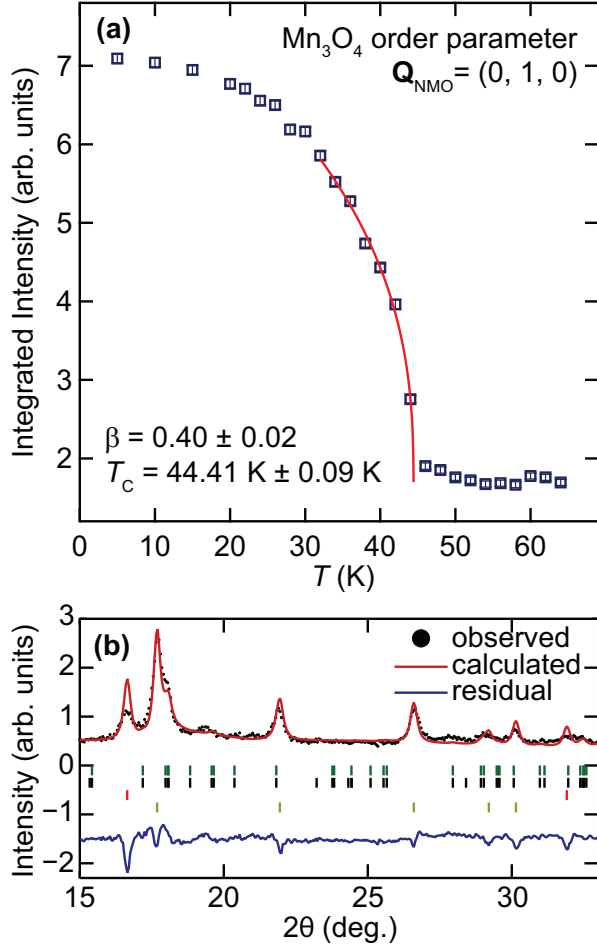 (a)
Mn₃O₄ order parameter
Q_NMO = (0, 1, 0)
7
6
5
4
3
2
Integrated Intensity (arb. units)
β = 0.40 ± 0.02
T_C = 44.41 K ± 0.09 K
0 10 20 30 40 50 60
T (K)
(b)
observed
calculated
residual
3
2
1
0
−1
−2
Intensity (arb. units)
15 20 25 30
2θ (deg.)